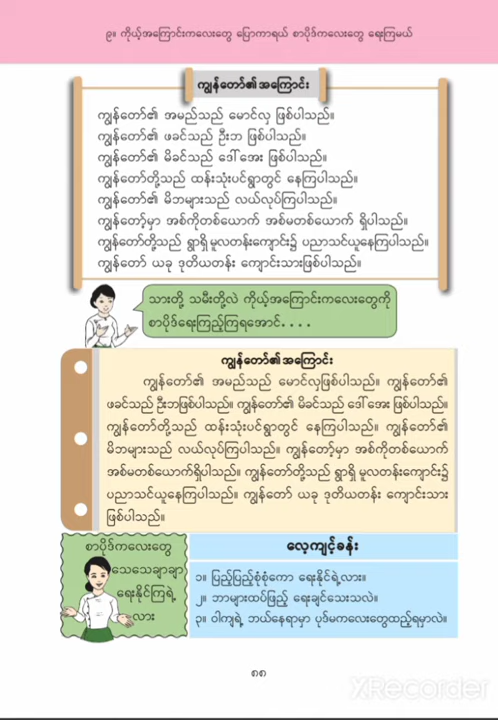 ၉။ ကိုယ့်အကြောင်းကလေးတွေ ပြောကာရယ် စာပိုဒ်ကလေးတွေ ရေးကြမယ်
ကျွန်တော်၏အကြောင်း
ကျွန်တော်၏ အမည်သည် မောင်လှ ဖြစ်ပါသည်။
ကျွန်တော်၏ ဖခင်သည် ဦးဘ ဖြစ်ပါသည်။
ကျွန်တော်၏ မိခင်သည် ဒေါ်အေး ဖြစ်ပါသည်။
ကျွန်တော်တို့သည် ထန်းသုံးပင်ရွာတွင် နေကြပါသည်။
ကျွန်တော်၏ မိဘများသည် လယ်လုပ်ကြပါသည်။
ကျွန်တော့်မှာ အစ်ကိုတစ်ယောက် အစ်မတစ်ယောက် ရှိပါသည်။
ကျွန်တော်တို့သည် ရွာရှိ မူလတန်းကျောင်း၌ ပညာသင်ယူနေကြပါသည်။
ကျွန်တော် ယခု ဒုတိယတန်း ကျောင်းသားဖြစ်ပါသည်။
သားတို့ သမီးတို့လဲ ကိုယ့်အကြောင်းကလေးတွေကို
စာပိုဒ်ရေးကြည့်ကြရအောင်. . . .
ကျွန်တော်၏အကြောင်း
ကျွန်တော်၏ အမည်သည် မောင်လှဖြစ်ပါသည်။ ကျွန်တော်၏
ဖခင်သည် ဦးဘဖြစ်ပါသည်။ ကျွန်တော်၏ မိခင်သည် ဒေါ်အေး ဖြစ်ပါသည်။
ကျွန်တော်တို့သည် ထန်းသုံးပင်ရွာတွင် နေကြပါသည်။ ကျွန်တော်၏
မိဘများသည် လယ်လုပ်ကြပါသည်။ ကျွန်တော့်မှာ အစ်ကိုတစ်ယောက်
အစ်မတစ်ယောက်ရှိပါသည်။ ကျွန်တော်တို့သည် ရွာရှိ မူလတန်းကျောင်း၌
ပညာသင်ယူနေကြပါသည်။ ကျွန်တော် ယခု ဒုတိယတန်း ကျောင်းသား
ဖြစ်ပါသည်။
စာပိုဒ်ကလေးတွေ
သေသေချာချာ
ရေးနိုင်ကြရဲ့
လား
လေ့ကျင့်ခန်း
၁။ ပြည့်ပြည့်စုံစုံကော ရေးနိုင်ရဲ့လား။
၂။ ဘာများထပ်ဖြည့် ရေးချင်သေးသလဲ။
၃။ ဝါကျရဲ့ ဘယ်နေရာမှာ ပုဒ်မကလေးတွေထည့်ရမှာလဲ။
၈၁
XRecorder